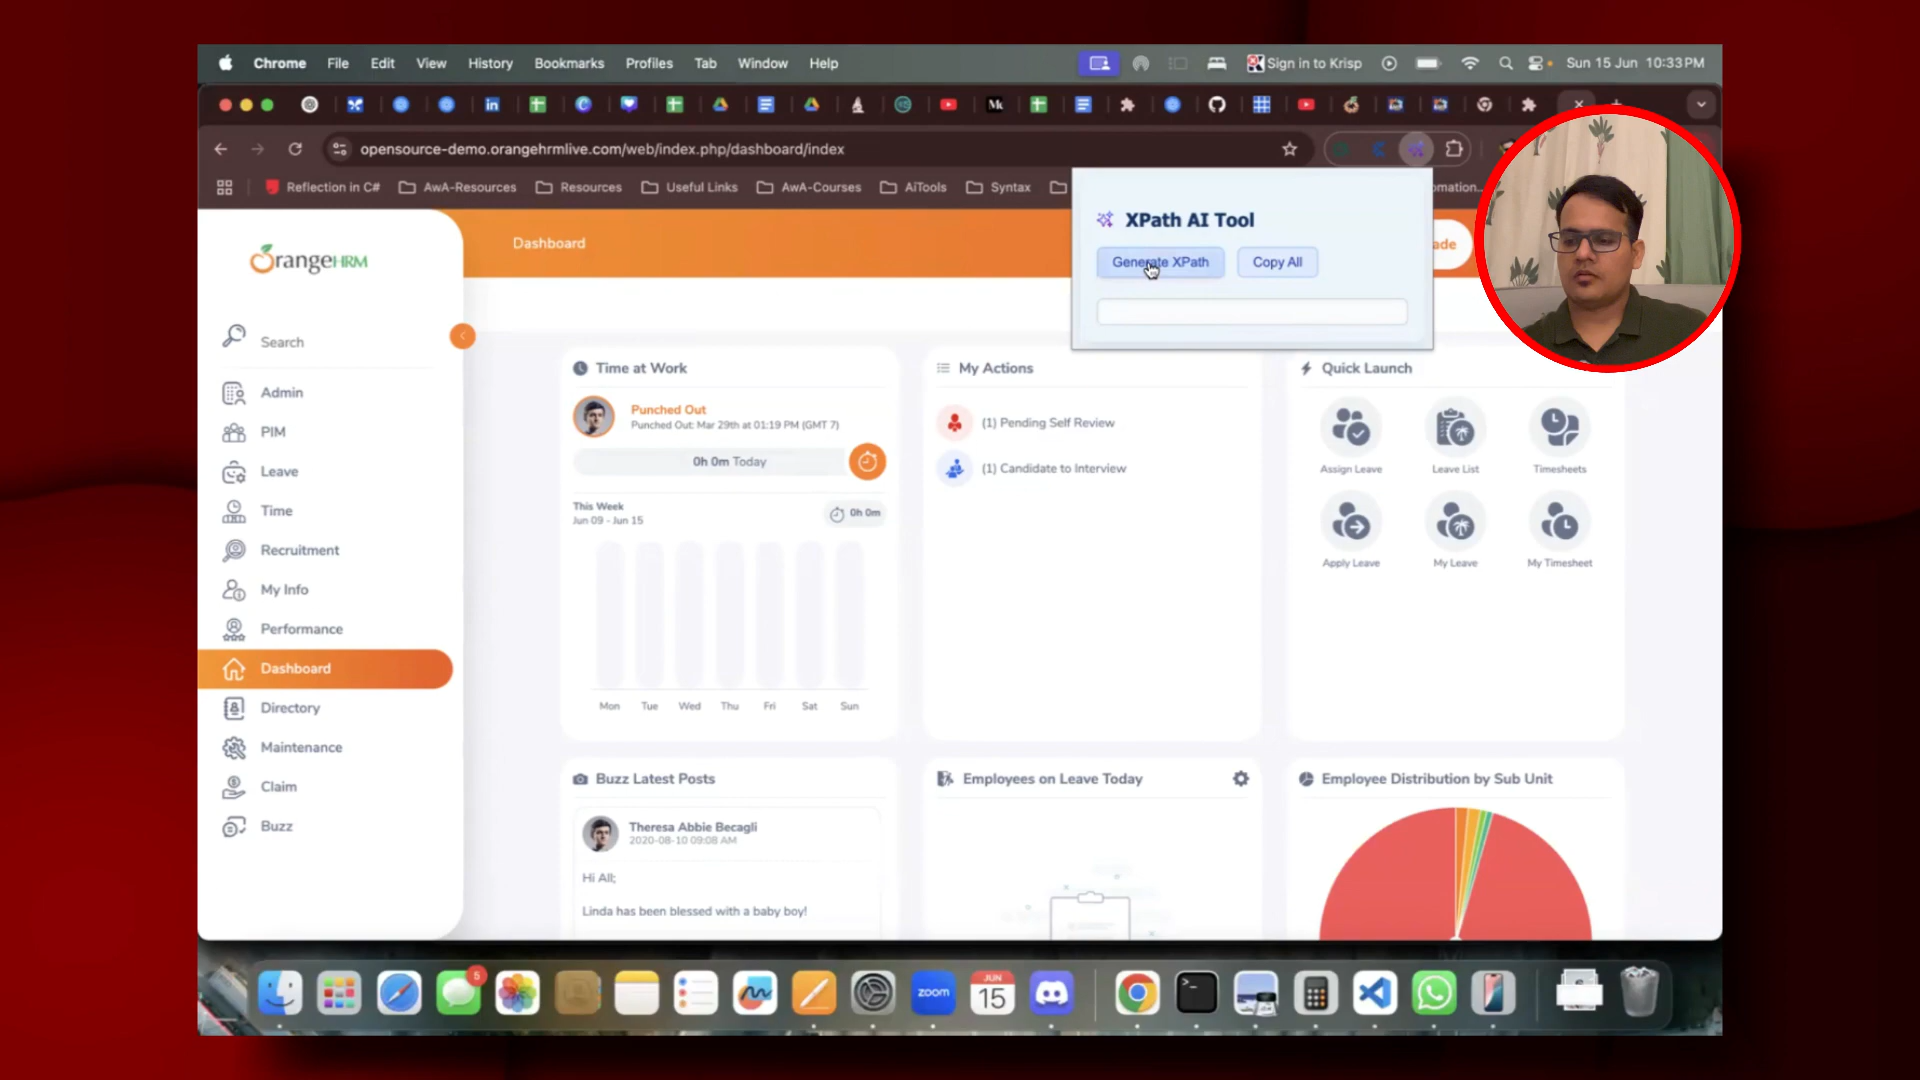 Chrome File Edit View History Bookmarks Profiles Tab Window Help
Sign in to Krisp
Sun 15 Jun 10:33 PM
opensource-demo.orangehrmlive.com/web/index.php/dashboard/index
Reflection in C#
AwA-Resources
Resources
Useful Links
AwA-Courses
AiTools
Syntax
omation...
XPath AI Tool
Generate XPath
Copy All
OrangeHRM
Dashboard
ade
Search
Admin
PIM
Leave
Time
Recruitment
My Info
Performance
Dashboard
Directory
Maintenance
Claim
Buzz
Time at Work
Punched Out
Punched Out: Mar 29th at 01:19 PM (GMT 7)
0h 0m Today
This Week
Jun 09 - Jun 15
0h 0m
Mon Tue Wed Thu Fri Sat Sun
My Actions
(1) Pending Self Review
(1) Candidate to Interview
Quick Launch
Assign Leave
Leave List
Timesheets
Apply Leave
My Leave
My Timesheet
Buzz Latest Posts
Theresa Abbie Becagli
2020-08-10 09:08 AM
Hi All;
Linda has been blessed with a baby boy!
Employees on Leave Today
Employee Distribution by Sub Unit
5
zoom
JUN
15